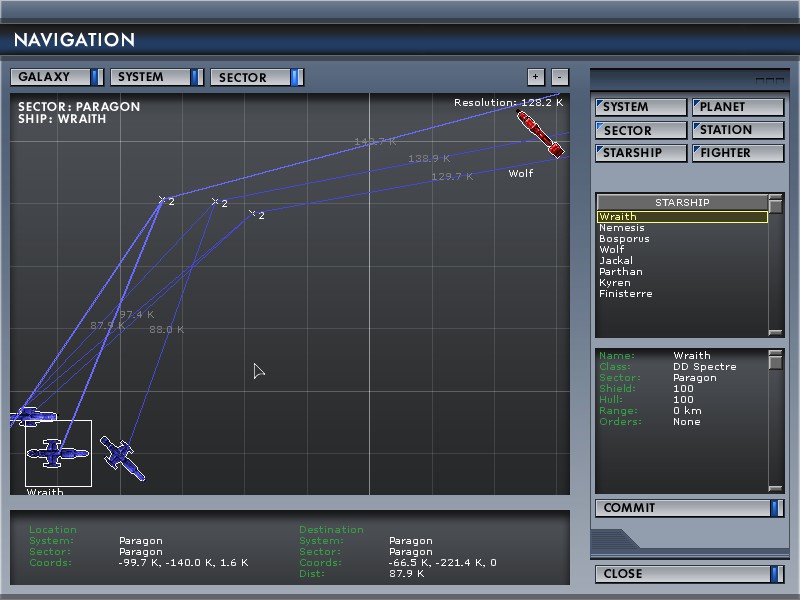 NAVIGATION
GALAXY SYSTEM SECTOR + -
SECTOR: PARAGON
SHIP: WRAITH
Resolution: 128.2 K
Wolf
140.7 K
138.9 K
129.7 K
2
2
2
97.4 K
87.9 K
88.0 K
Wraith
SYSTEM PLANET
SECTOR STATION
STARSHIP FIGHTER
STARSHIP
Wraith
Nemesis
Bosporus
Wolf
Jackal
Parthan
Kyren
Finisterre
Name: Wraith
Class: DD Spectre
Sector: Paragon
Shield: 100
Hull: 100
Range: 0 km
Orders: None
COMMIT
CLOSE
Location
System: Paragon
Sector: Paragon
Coords: -99.7 K, -140.0 K, 1.6 K
Destination
System: Paragon
Sector: Paragon
Coords: -66.5 K, -221.4 K, 0
Dist: 87.9 K